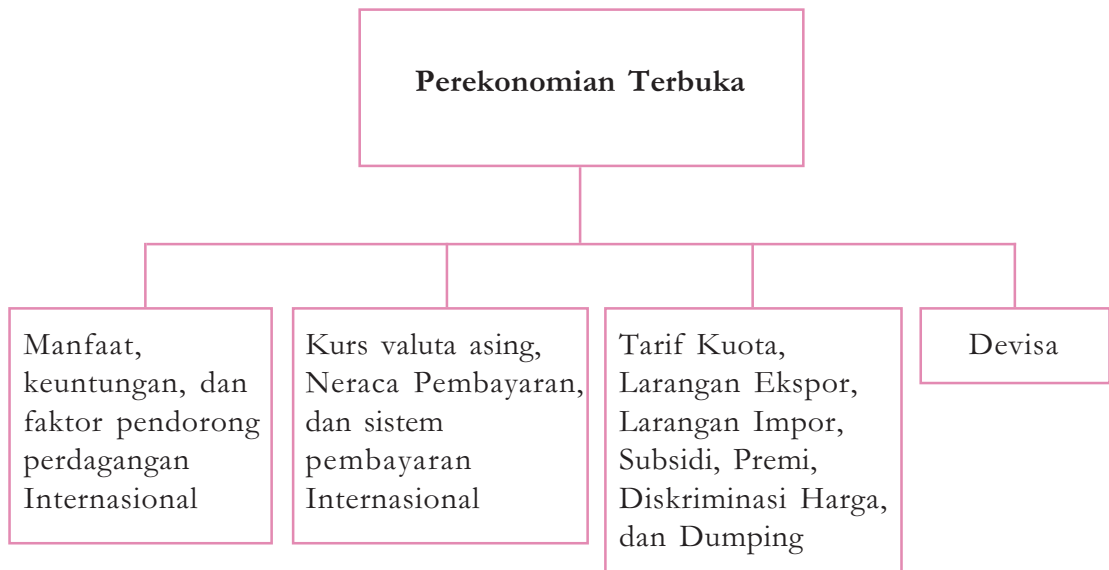 Perekonomian Terbuka
Manfaat,
keuntungan, dan
faktor pendorong
perdagangan
Internasional
Kurs valuta asing,
Neraca Pembayaran,
dan sistem
pembayaran
Internasional
Tarif Kuota,
Larangan Ekspor,
Larangan Impor,
Subsidi, Premi,
Diskriminasi Harga,
dan Dumping
Devisa